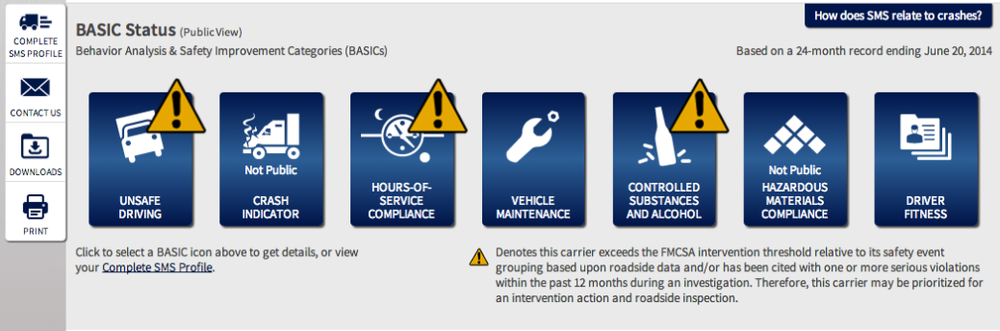 How does SMS relate to crashes?
COMPLETE
SMS PROFILE
CONTACT US
DOWNLOADS
PRINT
BASIC Status (Public View)
Behavior Analysis & Safety Improvement Categories (BASICs)
Based on a 24-month record ending June 20, 2014
UNSAFE
DRIVING
Not Public
CRASH
INDICATOR
HOURS-OF-
SERVICE
COMPLIANCE
VEHICLE
MAINTENANCE
CONTROLLED
SUBSTANCES
AND ALCOHOL
Not Public
HAZARDOUS
MATERIALS
COMPLIANCE
DRIVER
FITNESS
Click to select a BASIC icon above to get details, or view
your Complete SMS Profile.
Denotes this carrier exceeds the FMCSA intervention threshold relative to its safety event
grouping based upon roadside data and/or has been cited with one or more serious violations
within the past 12 months during an investigation. Therefore, this carrier may be prioritized for
an intervention action and roadside inspection.